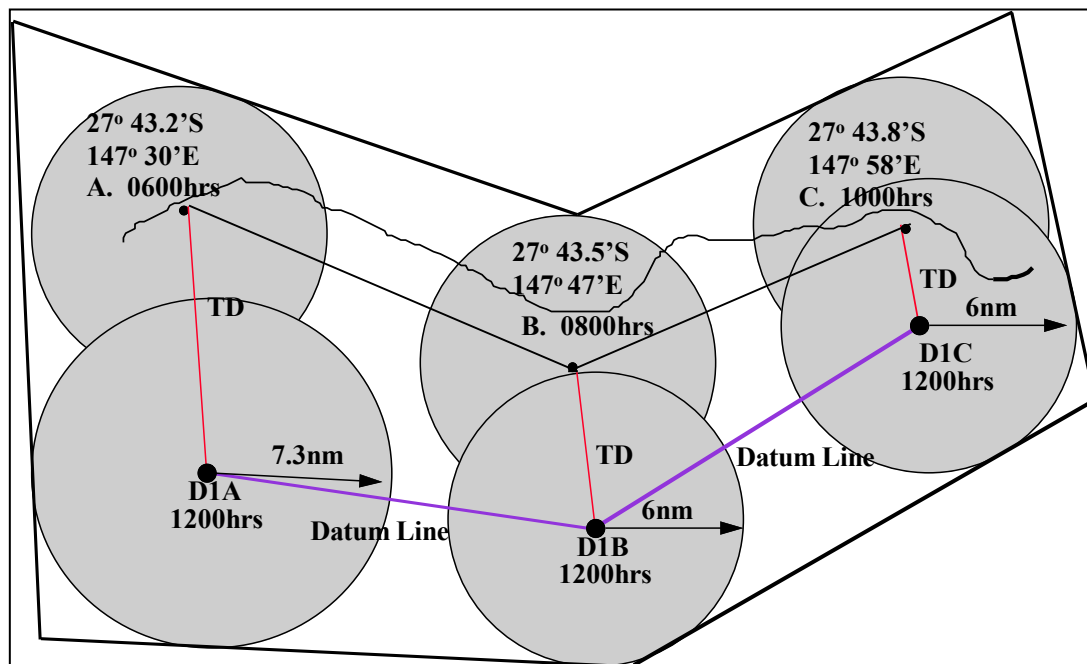 27o 43.2’S
147o 30’E
A. 0600hrs
27o 43.5’S
147o 47’E
B. 0800hrs
27o 43.8’S
147o 58’E
C. 1000hrs
TD
TD
TD
6nm
D1C
1200hrs
7.3nm
D1A
1200hrs
Datum Line
Datum Line
6nm
D1B
1200hrs